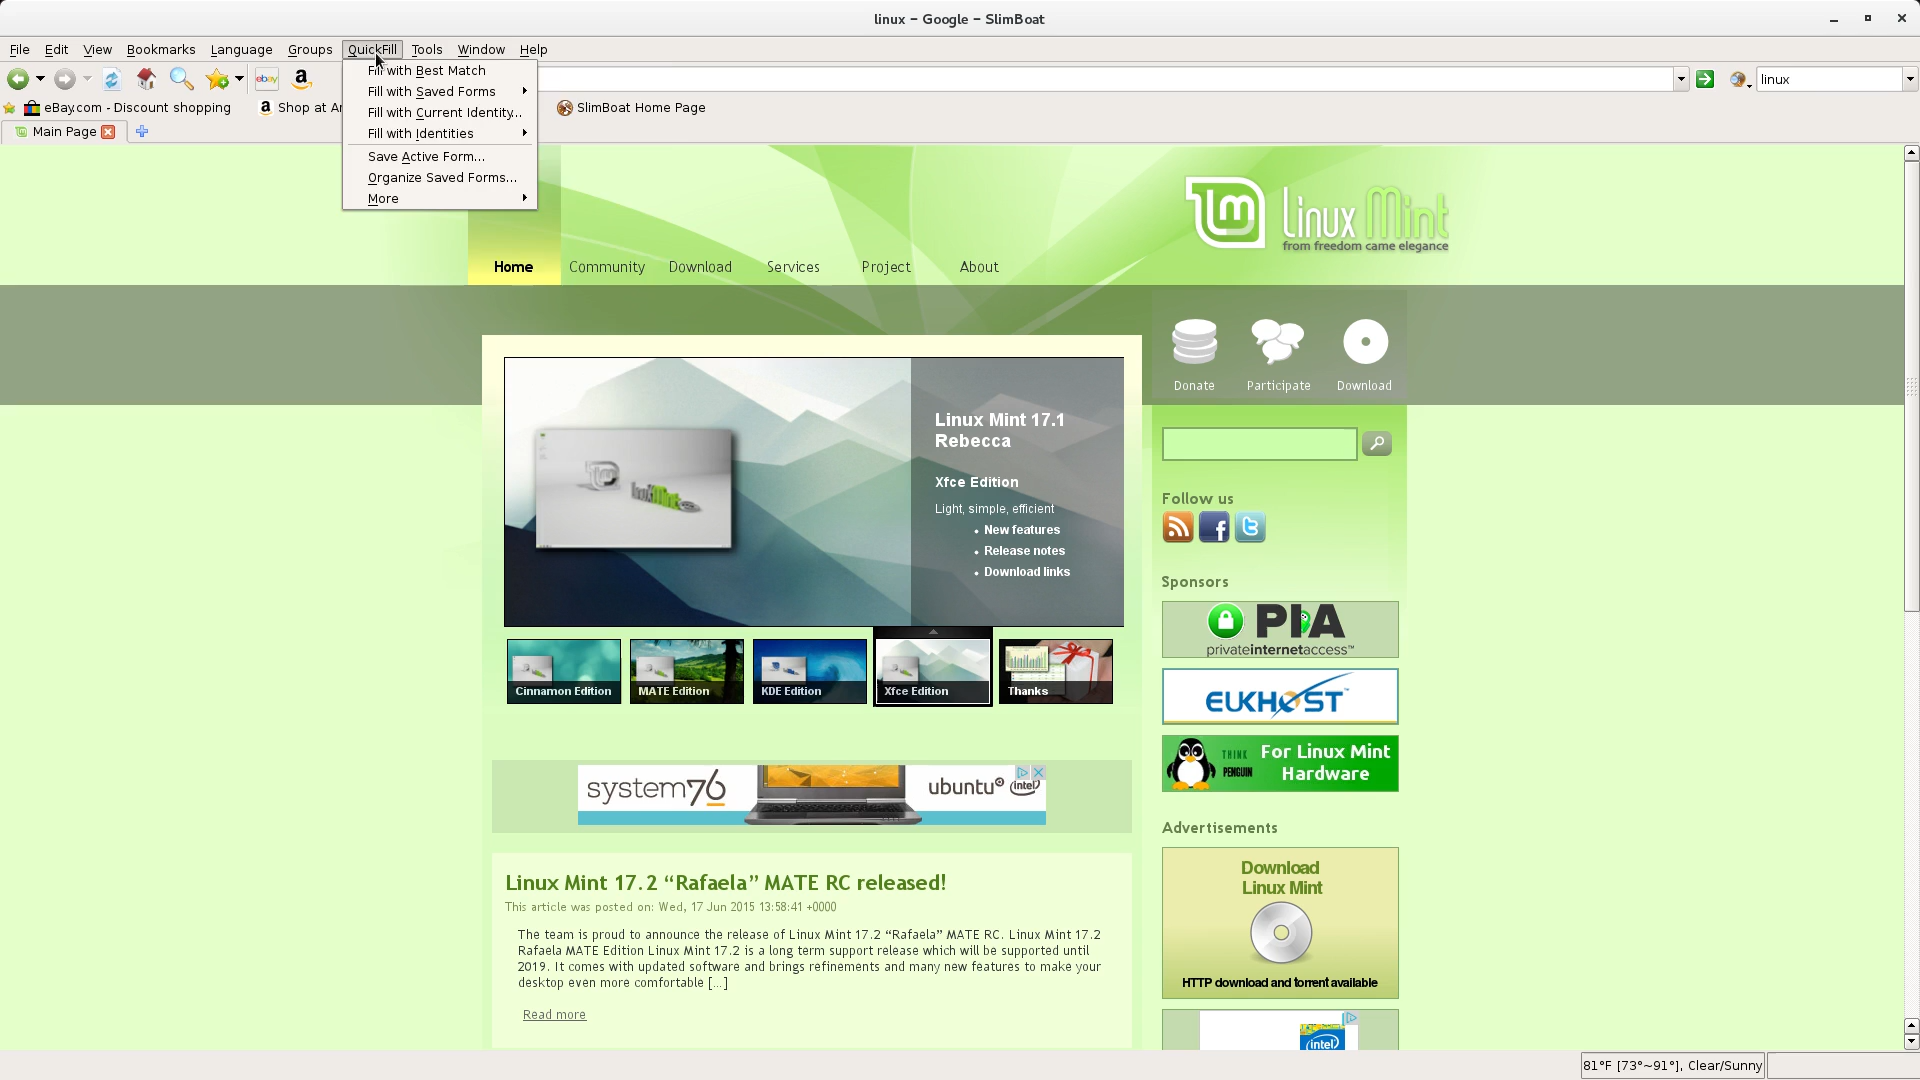 linux - Google - SlimBoat
File Edit View Bookmarks Language Groups QuickFill Tools Window Help
ebay a linux
eBay.com - Discount shopping Shop at Am SlimBoat Home Page
Main Page
Fill with Best Match
Fill with Saved Forms
Fill with Current Identity...
Fill with Identities
Save Active Form...
Organize Saved Forms...
More
Linux Mint
from freedom came elegance
Home Community Download Services Project About
Donate Participate Download
Linux Mint 17.1
Rebecca
Xfce Edition
Light, simple, efficient
• New features
• Release notes
• Download links
Linux Mint
Cinnamon Edition MATE Edition KDE Edition Xfce Edition Thanks
Follow us
Sponsors
PIA
privateinternetaccess™
EUKHOST™
THINK PENGUIN
For Linux Mint
Hardware
system76 ubuntu® intel
Advertisements
Download
Linux Mint
HTTP download and torrent available
intel
Linux Mint 17.2 “Rafaela” MATE RC released!
This article was posted on: Wed, 17 Jun 2015 13:58:41 +0000
The team is proud to announce the release of Linux Mint 17.2 “Rafaela” MATE RC. Linux Mint 17.2
Rafaela MATE Edition Linux Mint 17.2 is a long term support release which will be supported until
2019. It comes with updated software and brings refinements and many new features to make your
desktop even more comfortable [...]
Read more
81°F [73°~91°], Clear/Sunny